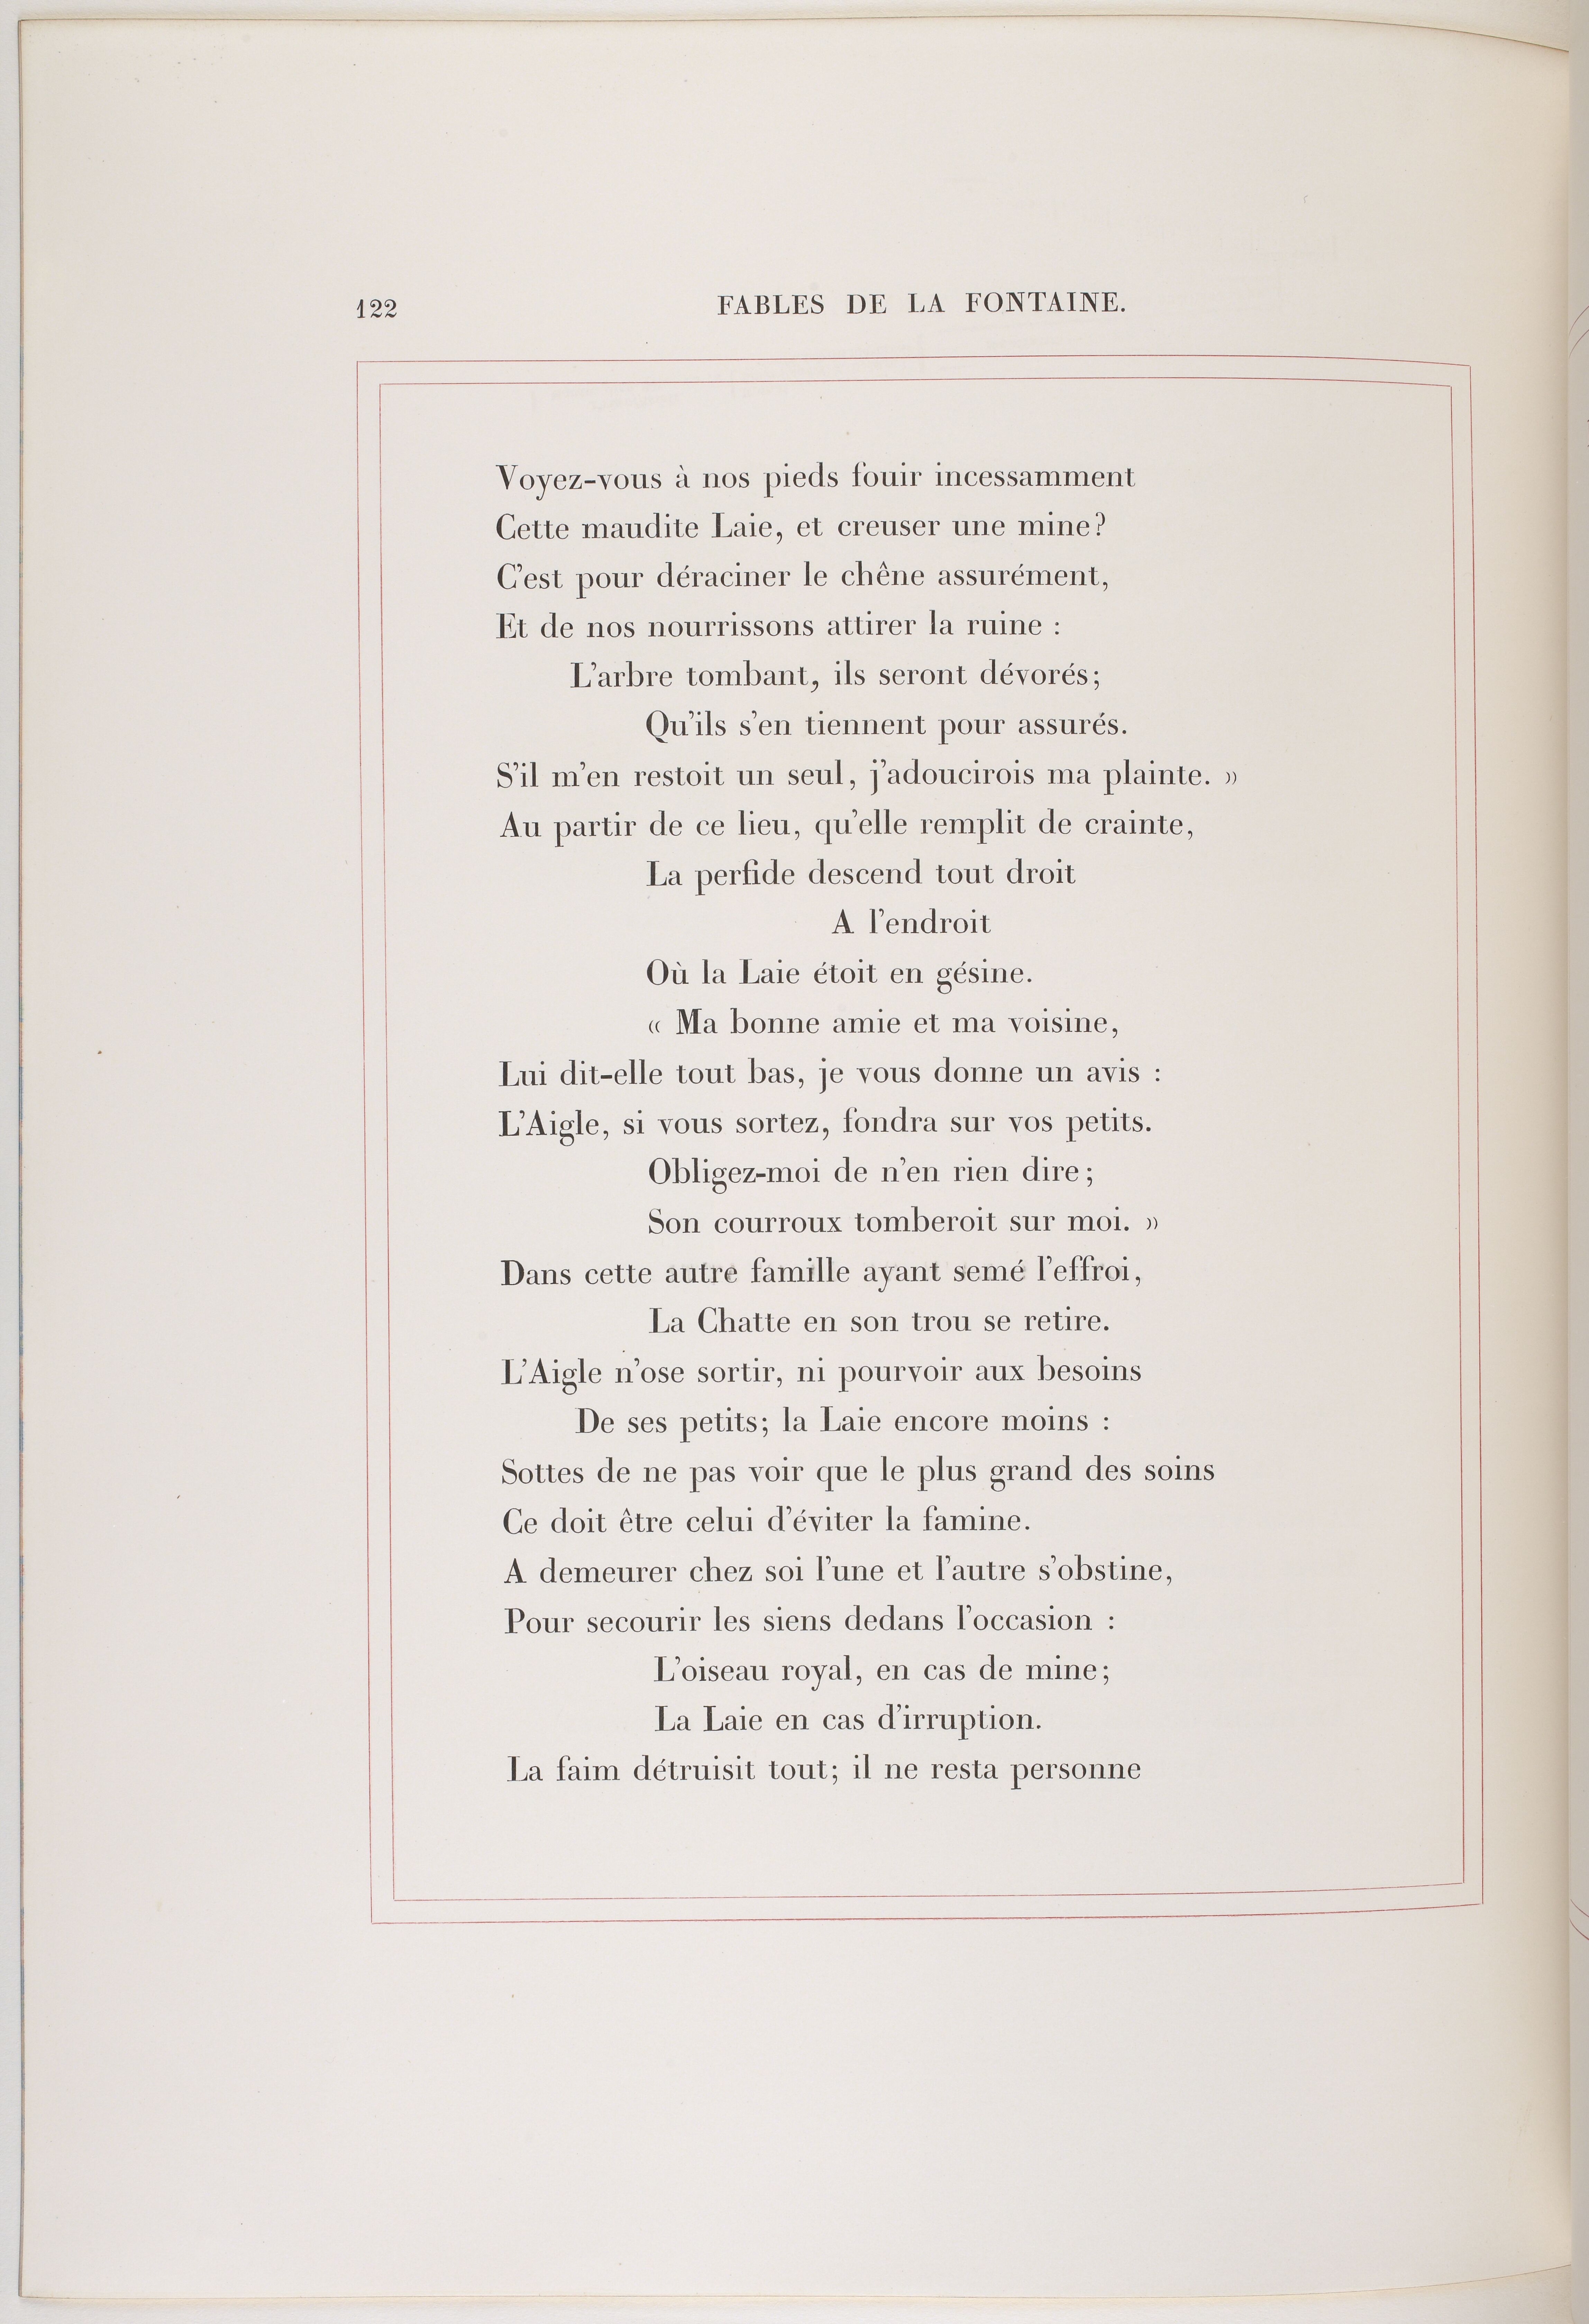 122
FABLES DE LA FONTAINE.
Voyez-vous à nos pieds fouir incessamment
Cette maudite Laie, et creuser une mine?
C'est pour déraciner le chêne assurément,
Et de nos nourrissons attirer la ruine :
L'arbre tombant, ils seront dévorés;
Qu'ils s'en tiennent pour assurés.
S'il m'en restoit un seul, j'adoucirois ma plainte. »
Au partir de ce lieu, qu'elle remplit de crainte,
La perfide descend tout droit
A l'endroit
Où la Laie étoit en gésine.
« Ma bonne amie et ma voisine,
Lui dit-elle tout bas, je vous donne un avis :
L'Aigle, si vous sortez, fondra sur vos petits.
Obligez-moi de n'en rien dire;
Son courroux tomberoit sur moi. »
Dans cette autre famille ayant semé l'effroi,
La Chatte en son trou se retire.
L'Aigle n'ose sortir, ni pourvoir aux besoins
De ses petits; la Laie encore moins :
Sottes de ne pas voir que le plus grand des soins
Ce doit être celui d'éviter la famine.
A demeurer chez soi l'une et l'autre s'obstine,
Pour secourir les siens dedans l'occasion :
L'oiseau royal, en cas de mine;
La Laie en cas d'irruption.
La faim détruisit tout; il ne resta personne